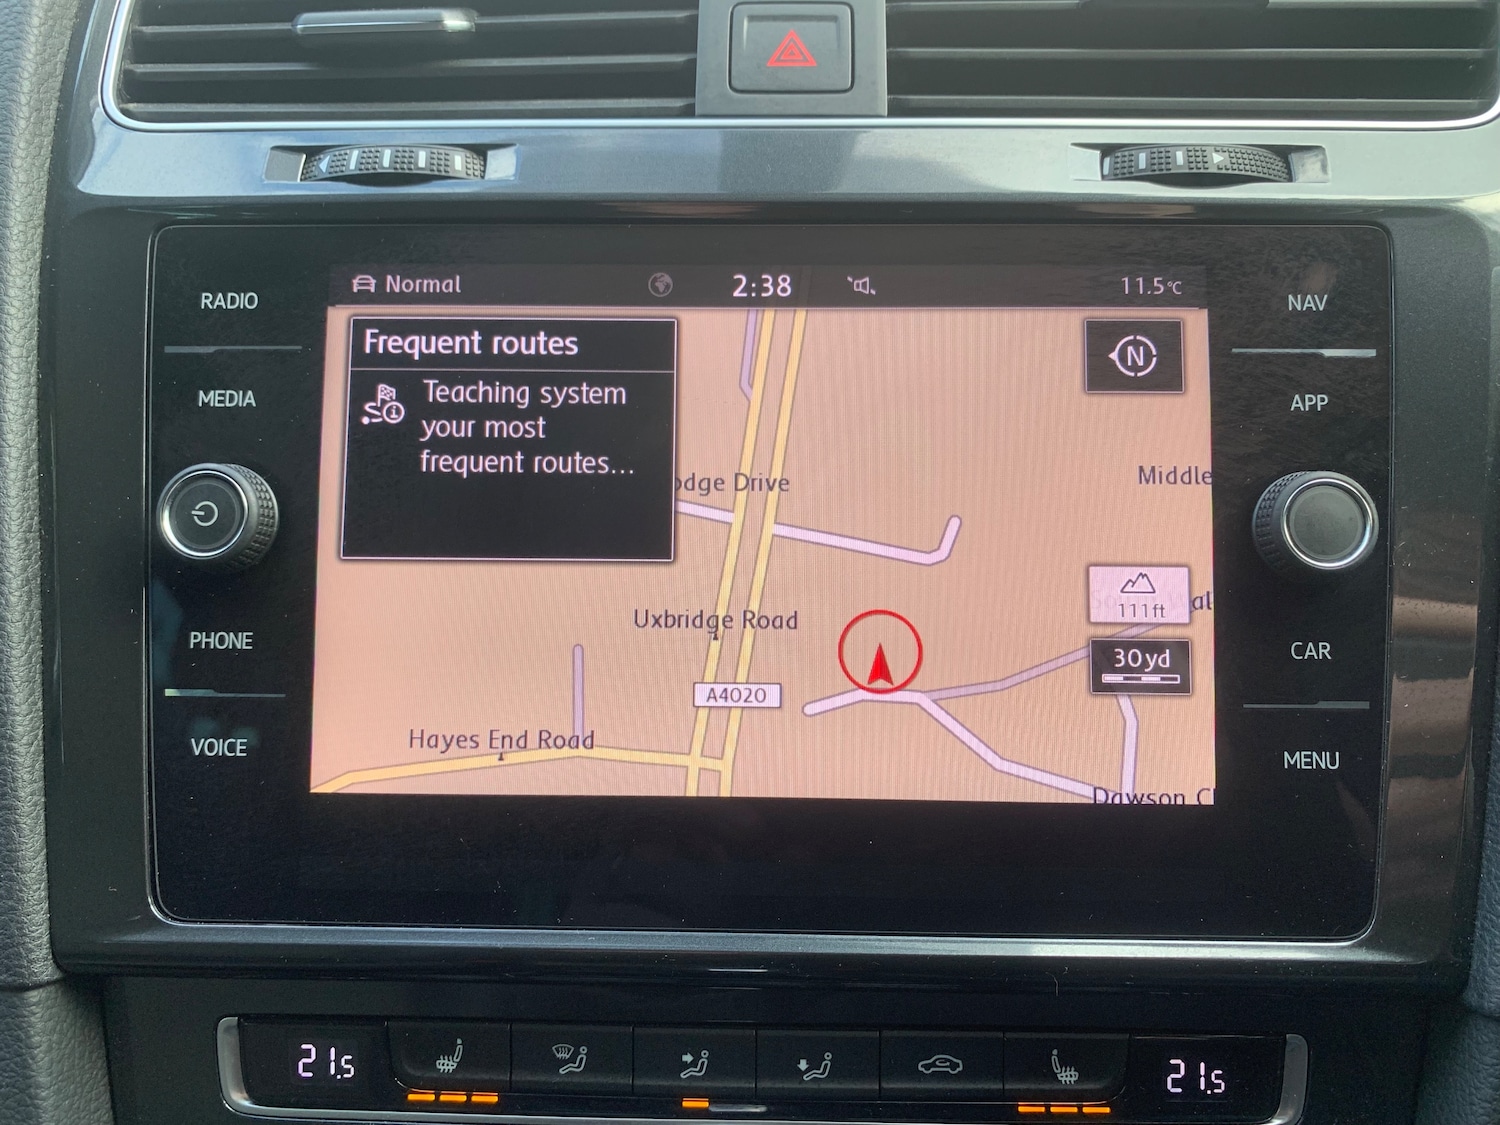 RADIO
MEDIA
PHONE
VOICE
Normal
2:38
11.5°C
Frequent routes
Teaching system
your most
frequent routes...
N
Drive
Middle
Uxbridge Road
111ft
30yd
A4020
Hayes End Road
Dawson
NAV
APP
CAR
MENU
21.5
21.5